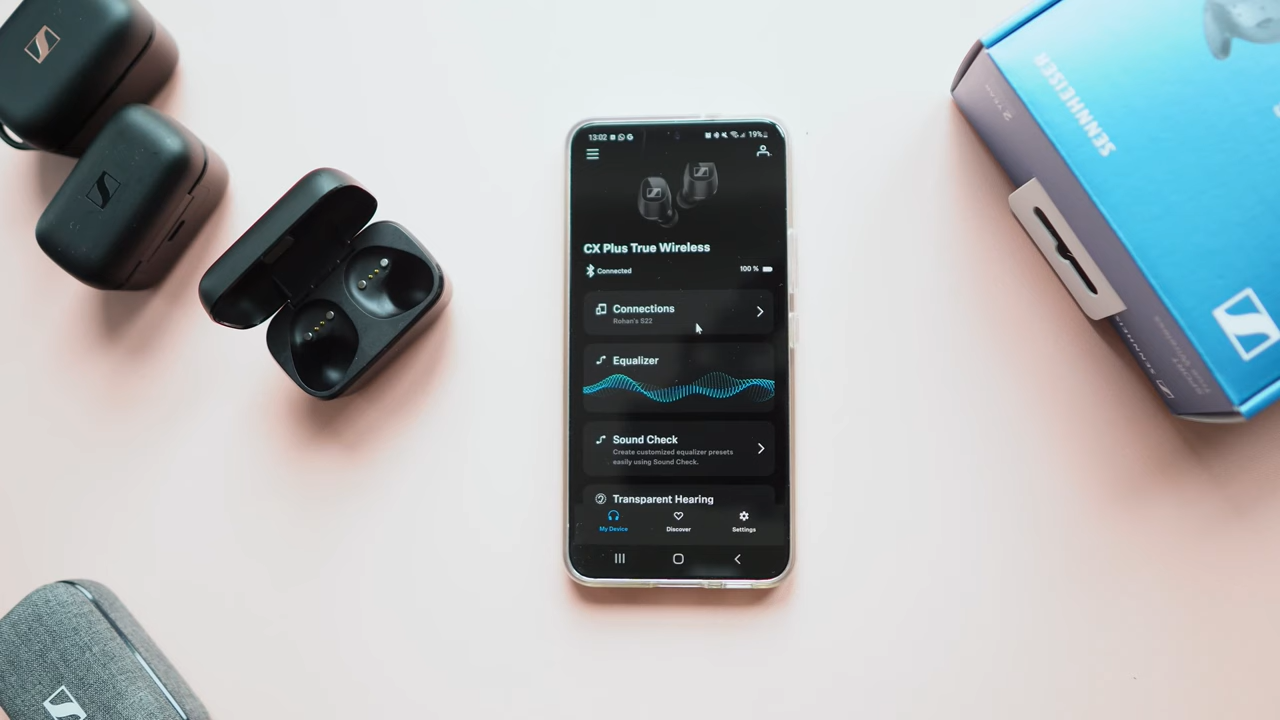 13:02
19%
CX Plus True Wireless
Connected
100 %
Connections
Rohan's S22
Equalizer
Sound Check
Create customized equalizer presets
easily using Sound Check.
Transparent Hearing
My Device
Discover
Settings
SENNHEISER